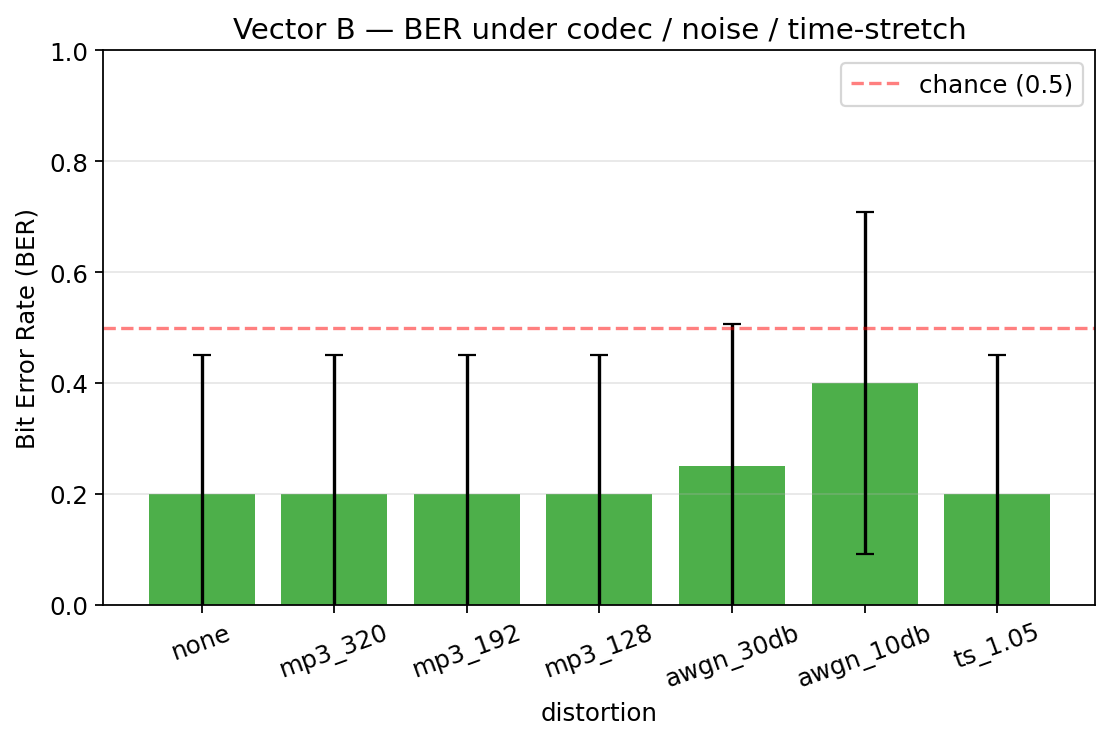 Vector B — BER under codec / noise / time-stretch
chance (0.5)
Bit Error Rate (BER)
1.0
0.8
0.6
0.4
0.2
0.0
none
mp3_320
mp3_192
mp3_128
awgn_30db
awgn_10db
ts_1.05
distortion